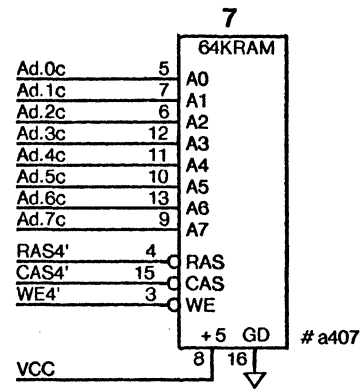 7
64KRAM
Ad.0c 5 A0
Ad.1c 7 A1
Ad.2c 6 A2
Ad.3c 12 A3
Ad.4c 11 A4
Ad.5c 10 A5
Ad.6c 13 A6
Ad.7c 9 A7
RAS4' 4 RAS
CAS4' 15 CAS
WE4' 3 WE
+5 GD #a407
8 16
VCC